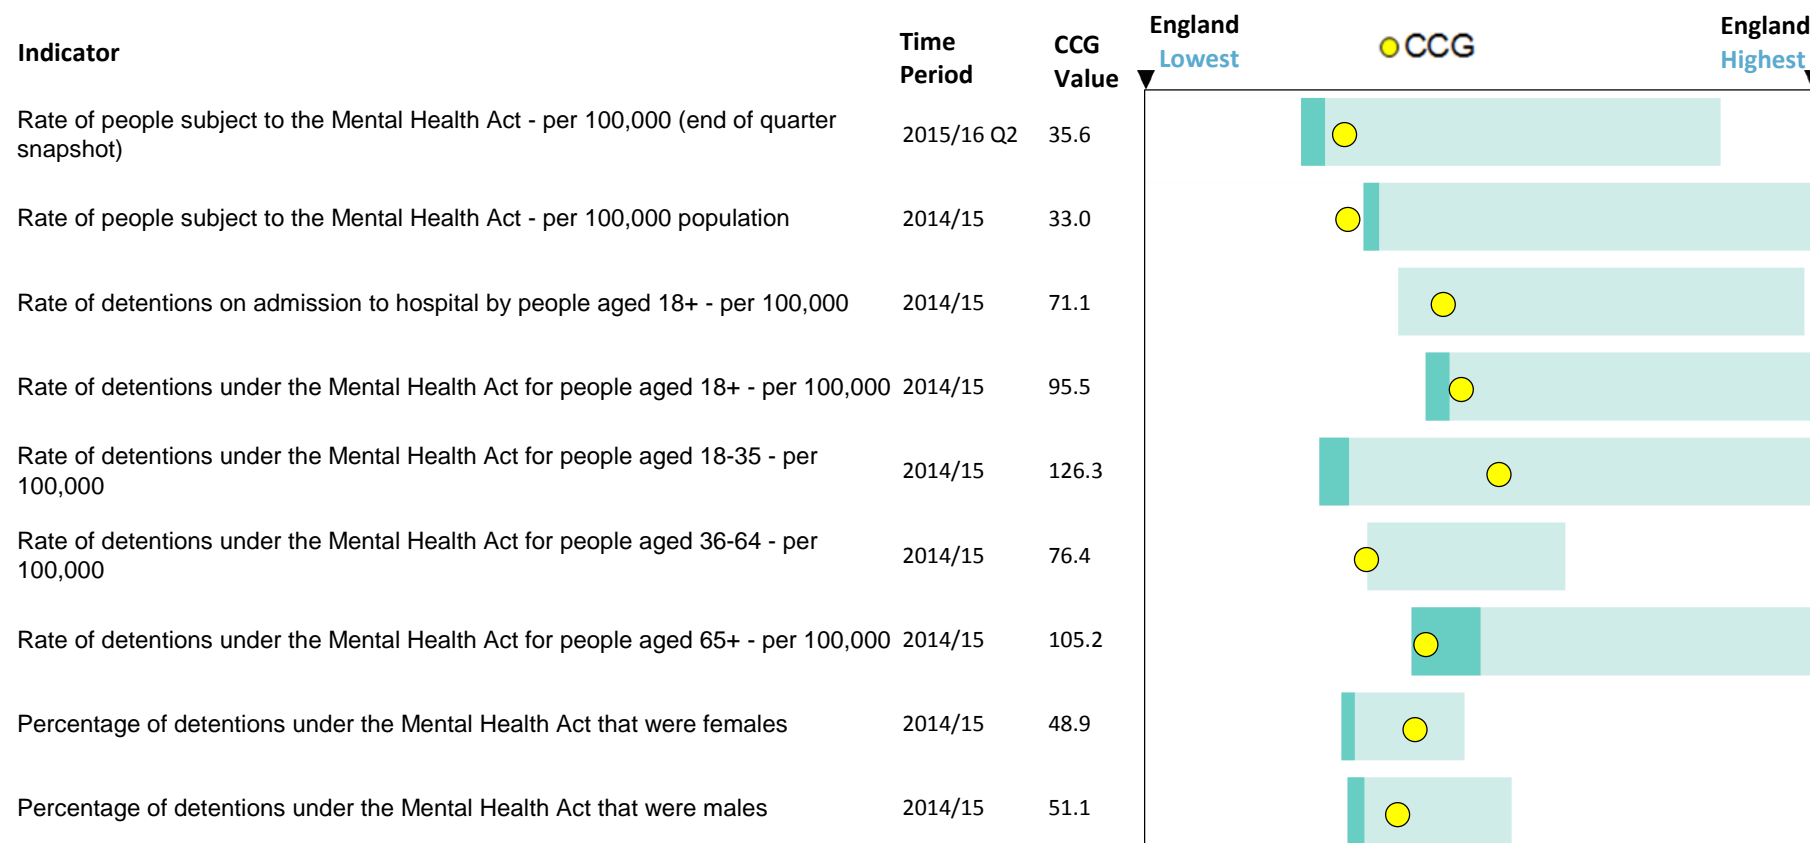 Indicator
Time Period
CCG Value
England Lowest
CCG
England Highest
Rate of people subject to the Mental Health Act - per 100,000 (end of quarter
snapshot)
2015/16 Q2
35.6
Rate of people subject to the Mental Health Act - per 100,000 population
2014/15
33.0
Rate of detentions on admission to hospital by people aged 18+ - per 100,000
2014/15
71.1
Rate of detentions under the Mental Health Act for people aged 18+ - per 100,000
2014/15
95.5
Rate of detentions under the Mental Health Act for people aged 18-35 - per
100,000
2014/15
126.3
Rate of detentions under the Mental Health Act for people aged 36-64 - per
100,000
2014/15
76.4
Rate of detentions under the Mental Health Act for people aged 65+ - per 100,000
2014/15
105.2
Percentage of detentions under the Mental Health Act that were females
2014/15
48.9
Percentage of detentions under the Mental Health Act that were males
2014/15
51.1